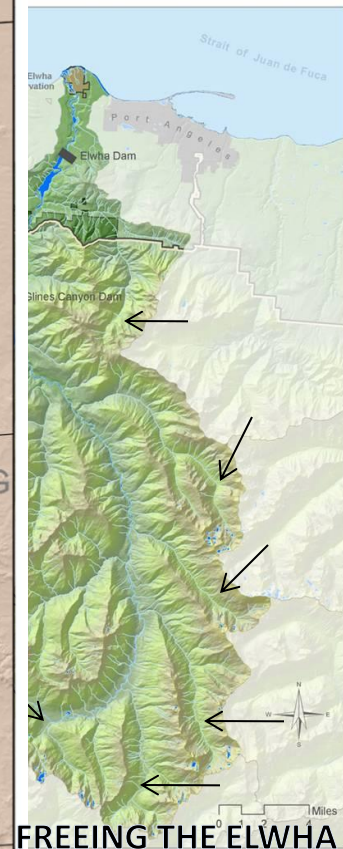 Strait of Juan de Fuca
Elwha
vation
Port Angeles
Elwha Dam
Glines Canyon Dam
N
W E
S
Miles
0 1 2 4
FREEING THE ELWHA